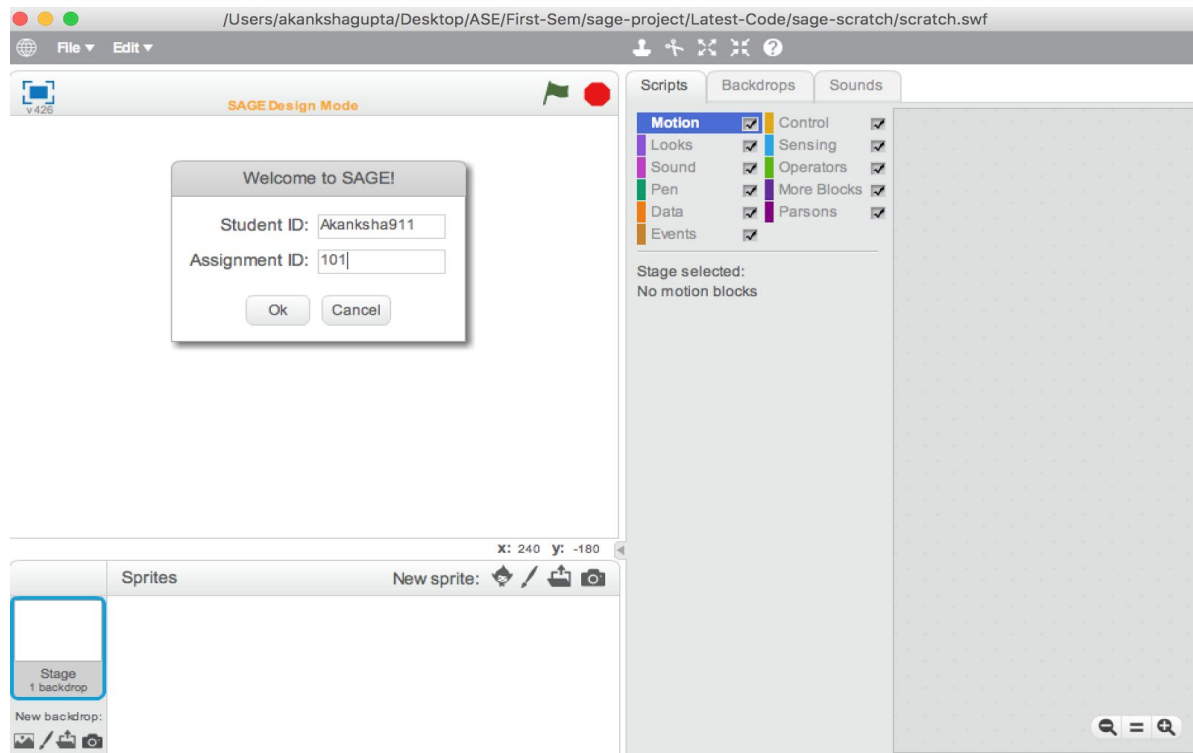 /Users/akankshagupta/Desktop/ASE/First-Sem/sage-project/Latest-Code/sage-scratch/scratch.swf
File Edit
v426
SAGE Design Mode
Welcome to SAGE!
Student ID: Akanksha911
Assignment ID: 101
Ok Cancel
x: 240 y: -180
Sprites New sprite:
Stage
1 backdrop
New backdrop:
Scripts Backdrops Sounds
Motion Control
Looks Sensing
Sound Operators
Pen More Blocks
Data Parsons
Events
Stage selected:
No motion blocks